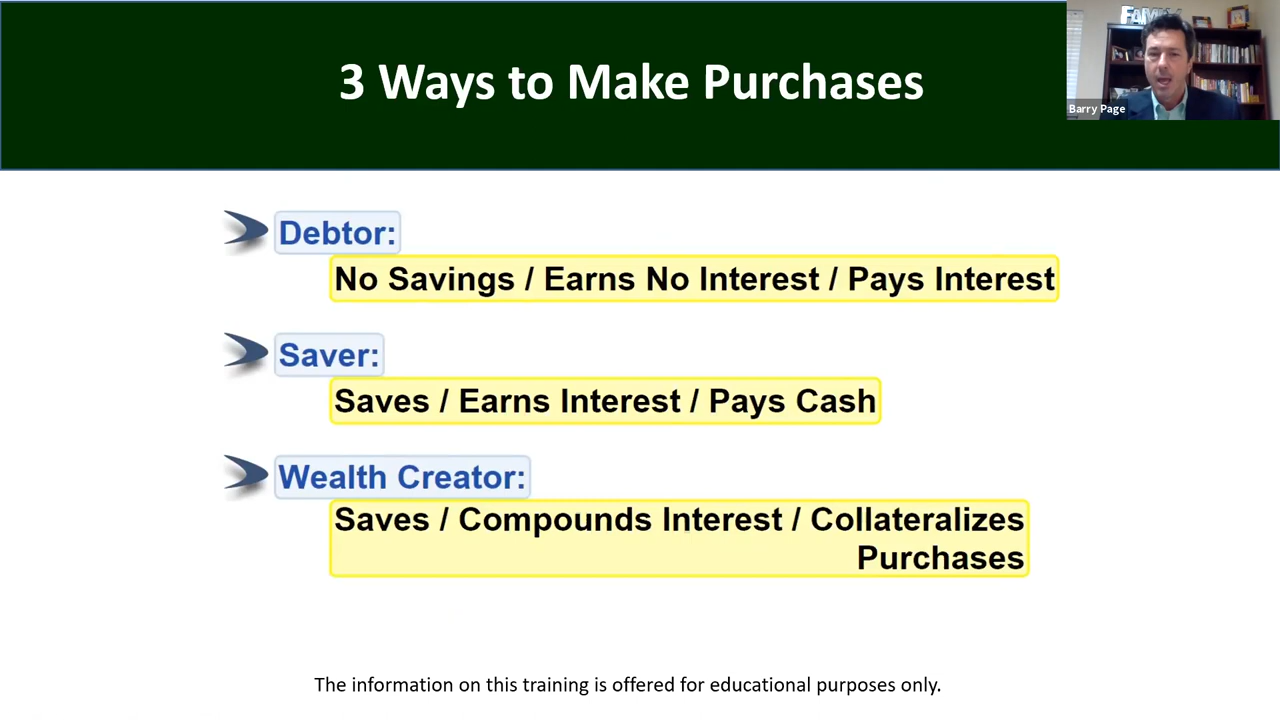 3 Ways to Make Purchases
FAMILY
Barry Page
Debtor:
No Savings / Earns No Interest / Pays Interest
Saver:
Saves / Earns Interest / Pays Cash
Wealth Creator:
Saves / Compounds Interest / Collateralizes
Purchases
The information on this training is offered for educational purposes only.